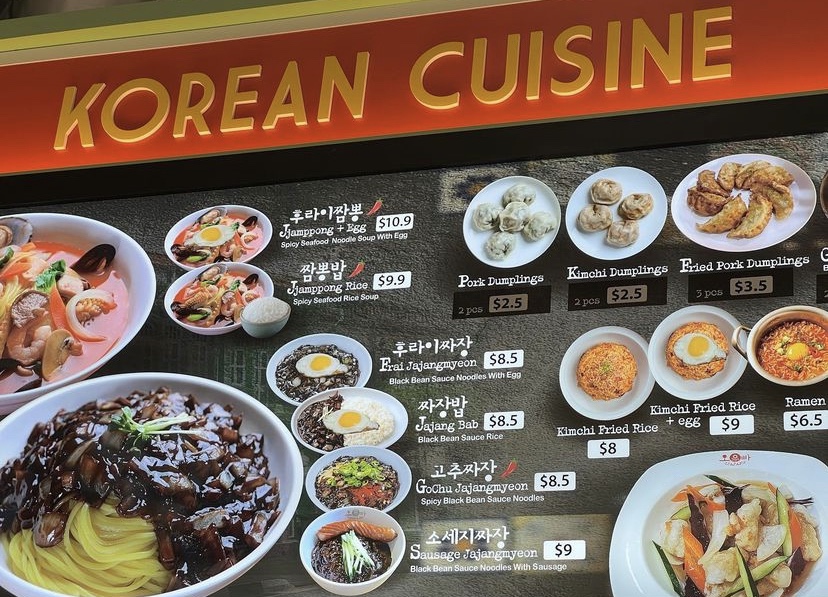 KOREAN CUISINE
후라이짬뽕
Jjamppong + Egg $10.9
Spicy Seafood Noodle Soup With Egg
짬뽕밥
Jjamppong Rice $9.9
Spicy Seafood Rice Soup
후라이짜장
Frai Jajangmyeon $8.5
Black Bean Sauce Noodles With Egg
짜장밥
Jajang Bab $8.5
Black Bean Sauce Rice
고추짜장
GoChu Jajangmyeon $8.5
Spicy Black Bean Sauce Noodles
소세지짜장
Sausage Jajangmyeon $9
Black Bean Sauce Noodles With Sausage
Pork Dumplings
2 pcs $2.5
Kimchi Dumplings
2 pcs $2.5
Fried Pork Dumplings
3 pcs $3.5
Kimchi Fried Rice
$8
Kimchi Fried Rice
+ egg $9
Ramen
$6.5